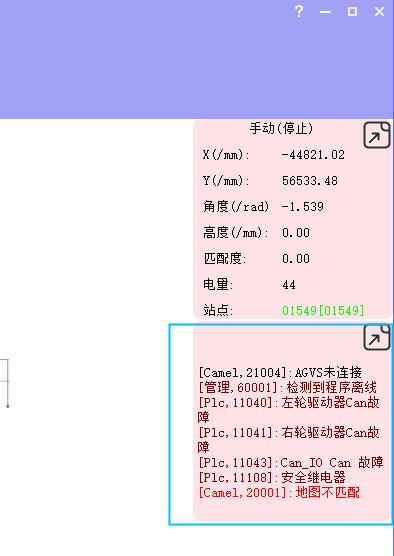 ?
手动(停止)
X(/mm): -44821.02
Y(/mm): 56533.48
角度(/rad) -1.539
高度(/mm): 0.00
匹配度: 0.00
电量: 44
站点: 01549[01549]
[Camel,21004]:AGVS未连接
[管理,60001]:检测到程序离线
[Plc,11040]:左轮驱动器Can故
障
[Plc,11041]:右轮驱动器Can故
障
[Plc,11043]:Can_IO Can 故障
[Plc,11108]:安全继电器
[Camel,20001]:地图不匹配